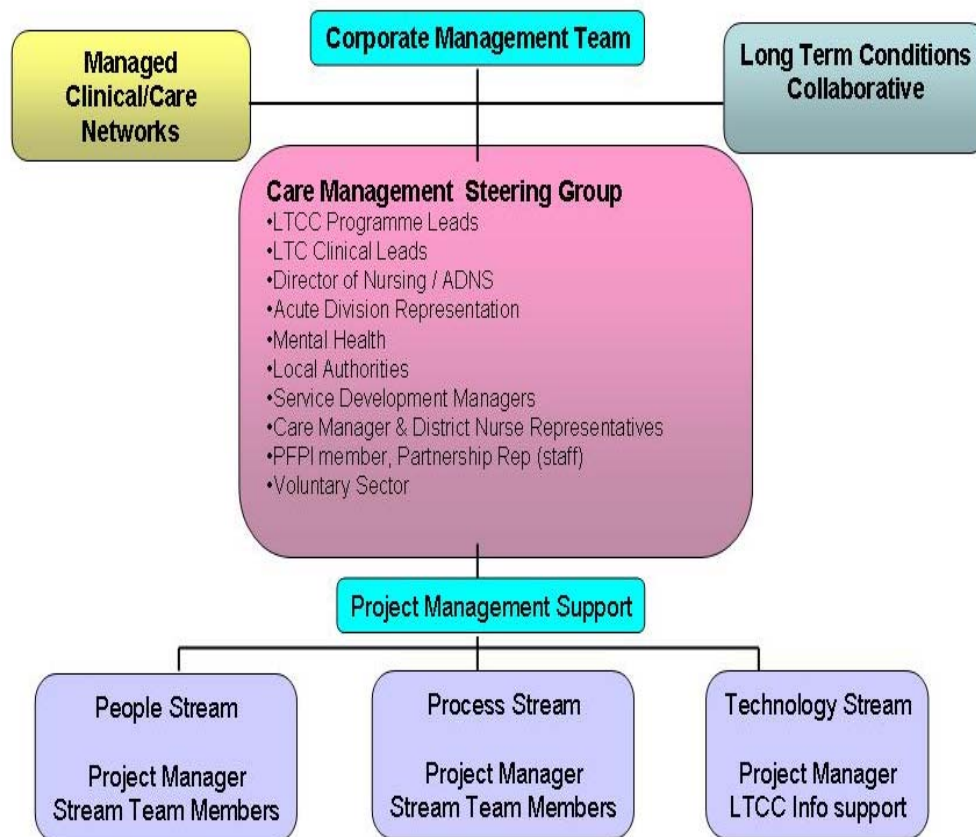 Corporate Management Team
Managed
Clinical/Care
Networks
Long Term Conditions
Collaborative
Care Management Steering Group
•LTCC Programme Leads
•LTC Clinical Leads
•Director of Nursing / ADNS
•Acute Division Representation
•Mental Health
•Local Authorities
•Service Development Managers
•Care Manager & District Nurse Representatives
•PFPI member, Partnership Rep (staff)
•Voluntary Sector
Project Management Support
People Stream
Project Manager
Stream Team Members
Process Stream
Project Manager
Stream Team Members
Technology Stream
Project Manager
LTCC Info support